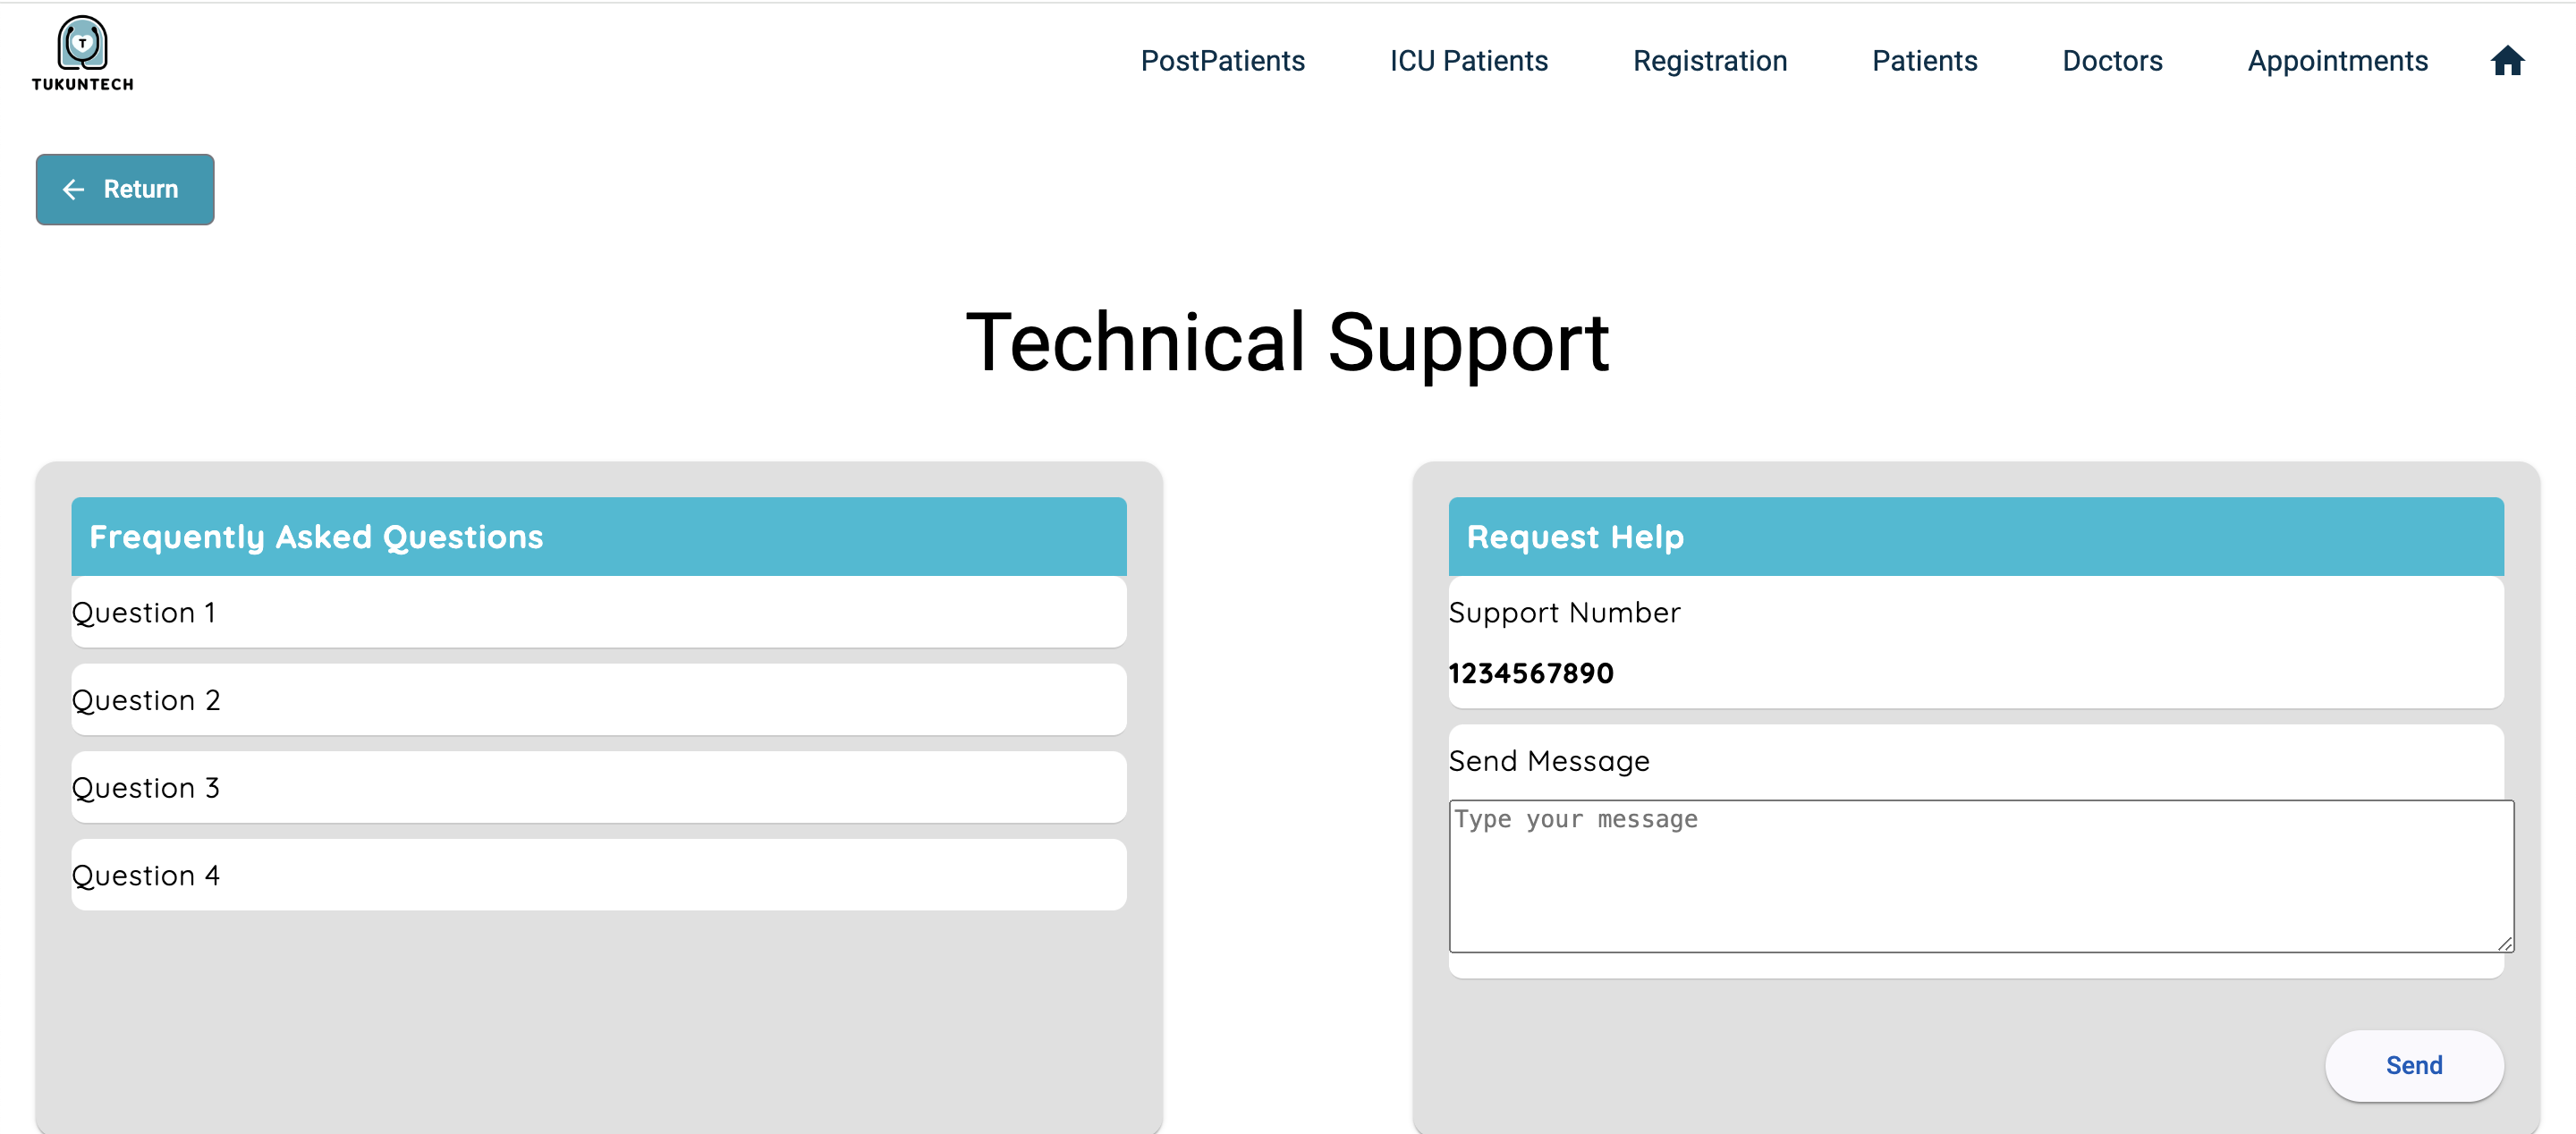 T
TUKUNTECH
PostPatients ICU Patients Registration Patients Doctors Appointments
Return
Technical Support
Frequently Asked Questions
Question 1
Question 2
Question 3
Question 4
Request Help
Support Number
1234567890
Send Message
Type your message
Send